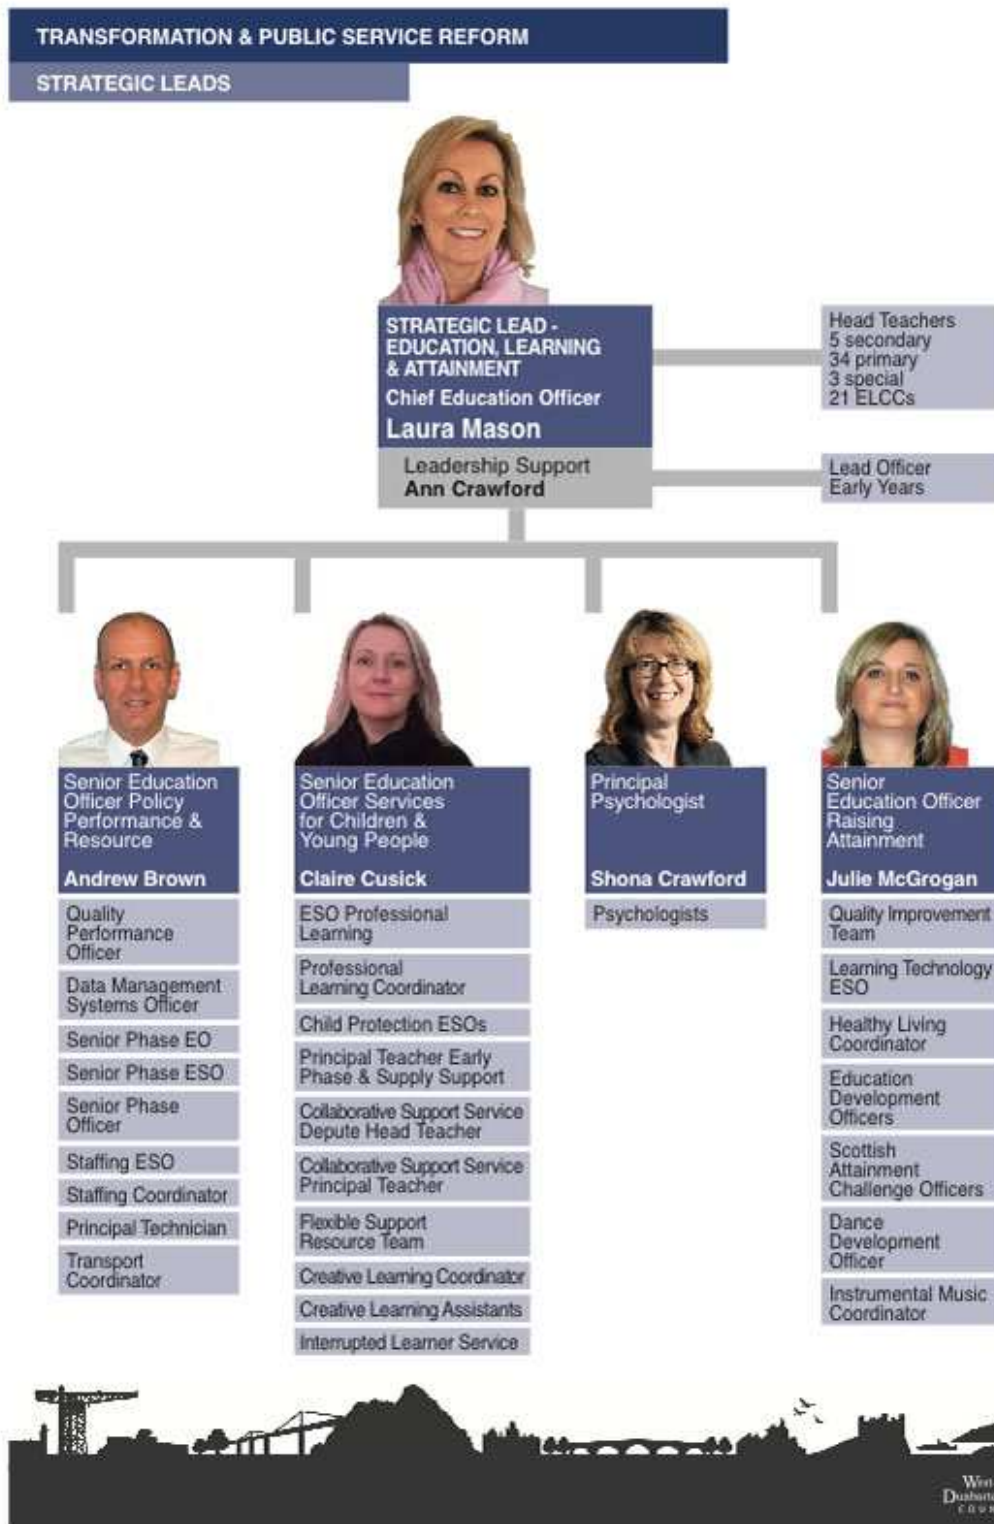 TRANSFORMATION & PUBLIC SERVICE REFORM
STRATEGIC LEADS
STRATEGIC LEAD -
EDUCATION, LEARNING
& ATTAINMENT
Chief Education Officer
Laura Mason
Leadership Support
Ann Crawford
Head Teachers
5 secondary
34 primary
3 special
21 ELCCs
Lead Officer
Early Years
Senior Education
Officer Policy
Performance &
Resource
Andrew Brown
Quality
Performance
Officer
Data Management
Systems Officer
Senior Phase EO
Senior Phase ESO
Senior Phase
Officer
Staffing ESO
Staffing Coordinator
Principal Technician
Transport
Coordinator
Senior Education
Officer Services
for Children &
Young People
Claire Cusick
ESO Professional
Learning
Professional
Learning Coordinator
Child Protection ESOs
Principal Teacher Early
Phase & Supply Support
Collaborative Support Service
Depute Head Teacher
Collaborative Support Service
Principal Teacher
Flexible Support
Resource Team
Creative Learning Coordinator
Creative Learning Assistants
Interrupted Learner Service
Principal
Psychologist
Shona Crawford
Psychologists
Senior
Education Officer
Raising
Attainment
Julie McGrogan
Quality Improvement
Team
Learning Technology
ESO
Healthy Living
Coordinator
Education
Development
Officers
Scottish
Attainment
Challenge Officers
Dance
Development
Officer
Instrumental Music
Coordinator
West